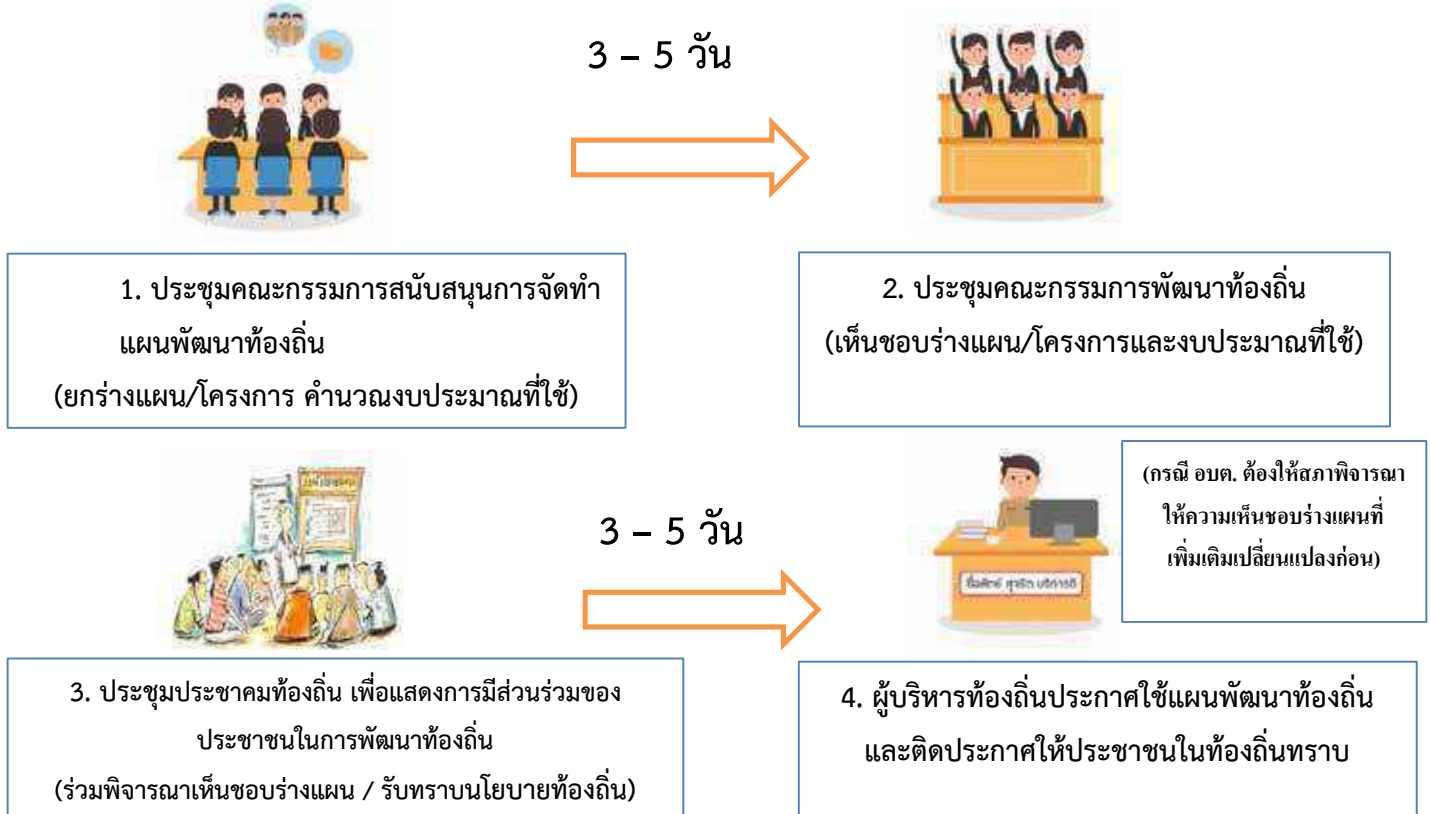 3 – 5 วัน
1. ประชุมคณะกรรมการสนับสนุนการจัดทำ
แผนพัฒนาท้องถิ่น
(ยกร่างแผน/โครงการ คำนวณงบประมาณที่ใช้)
2. ประชุมคณะกรรมการพัฒนาท้องถิ่น
(เห็นชอบร่างแผน/โครงการและงบประมาณที่ใช้)
3 – 5 วัน
(กรณี อบต. ต้องให้สภาพิจารณา
ให้ความเห็นชอบร่างแผนที่
เพิ่มเติมเปลี่ยนแปลงก่อน)
ซื่อสัตย์ สุจริต บริการดี
3. ประชุมประชาคมท้องถิ่น เพื่อแสดงการมีส่วนร่วมของ
ประชาชนในการพัฒนาท้องถิ่น
(ร่วมพิจารณาเห็นชอบร่างแผน / รับทราบนโยบายท้องถิ่น)
4. ผู้บริหารท้องถิ่นประกาศใช้แผนพัฒนาท้องถิ่น
และติดประกาศให้ประชาชนในท้องถิ่นทราบ